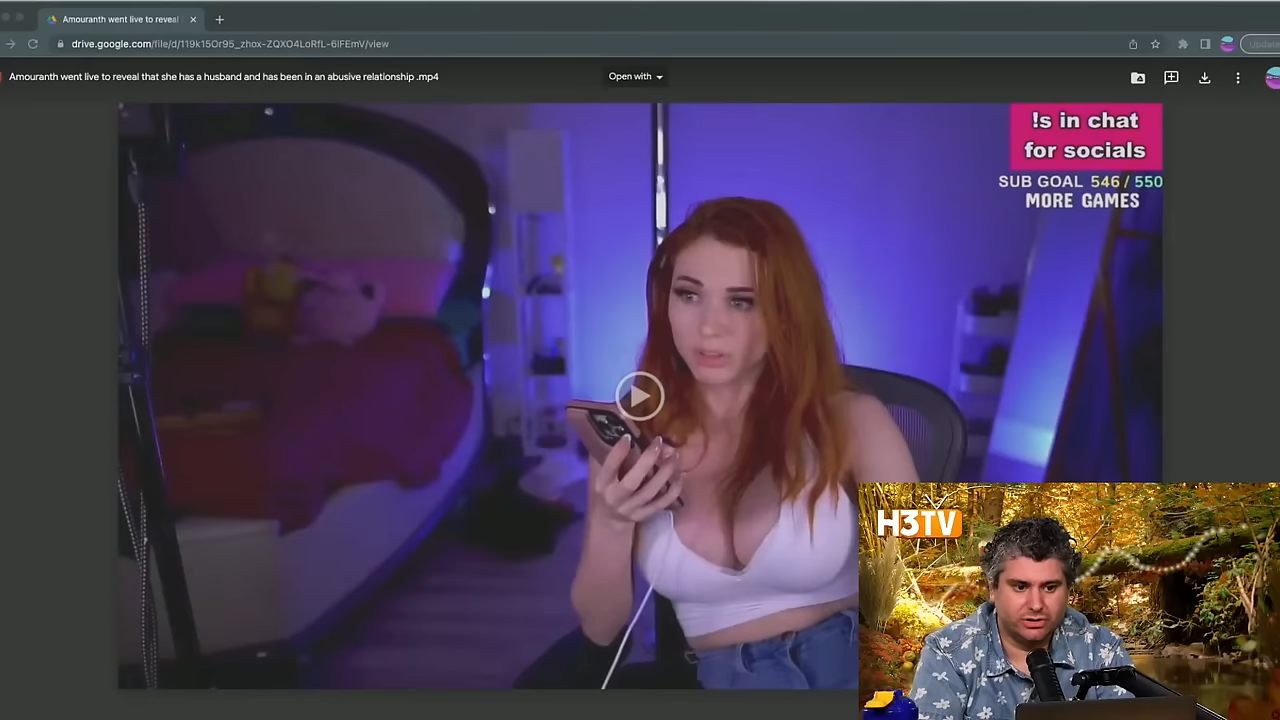 Amouranth went live to reveal
drive.google.com/file/d/119k15Or95_zhox-ZQXO4LoRfL-6IFEmV/view
Update
Amouranth went live to reveal that she has a husband and has been in an abusive relationship .mp4
Open with
!s in chat
for socials
SUB GOAL 546 / 550
MORE GAMES
H3TV